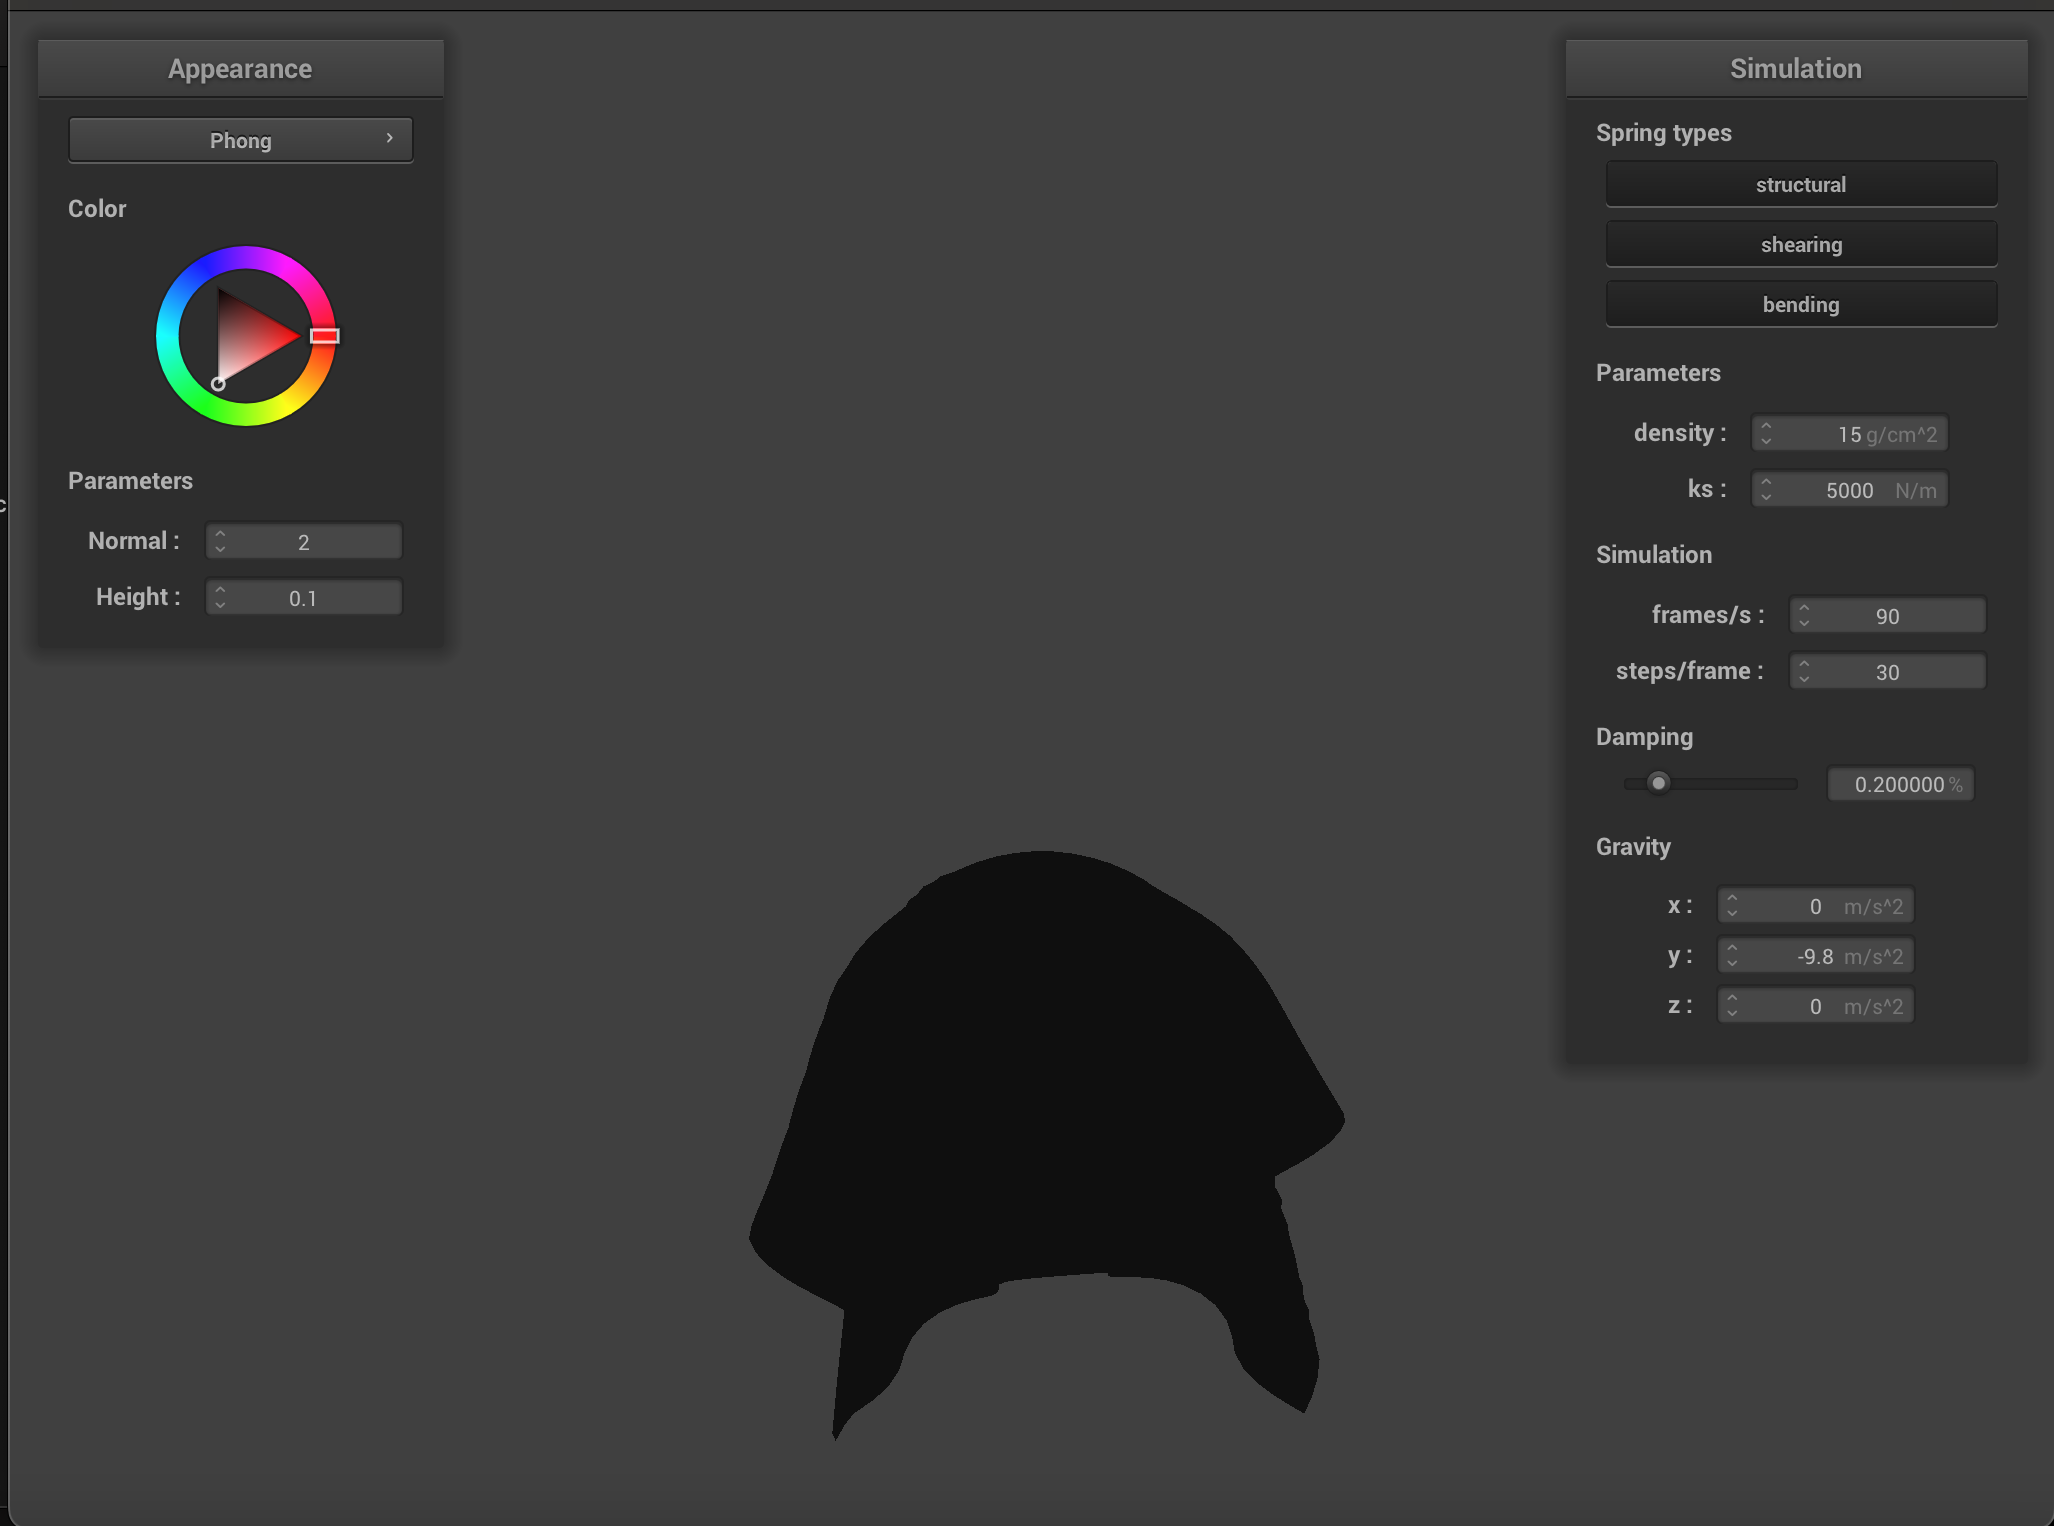 Appearance
Phong
Color
Parameters
Normal : 2
Height : 0.1
Simulation
Spring types
structural
shearing
bending
Parameters
density : 15 g/cm^2
ks : 5000 N/m
Simulation
frames/s : 90
steps/frame : 30
Damping
0.200000 %
Gravity
x : 0 m/s^2
y : -9.8 m/s^2
z : 0 m/s^2